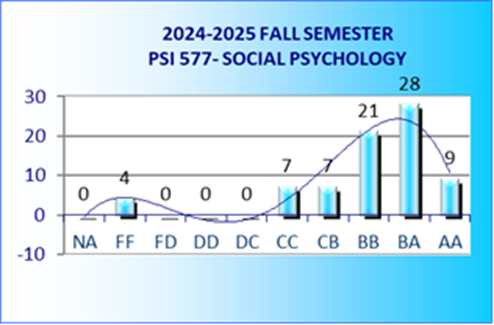 2024-2025 FALL SEMESTER
PSI 577- SOCIAL PSYCHOLOGY
30
20
10
0
-10
0 4 0 0 0 7 7 21 28 9
NA FF FD DD DC CC CB BB BA AA